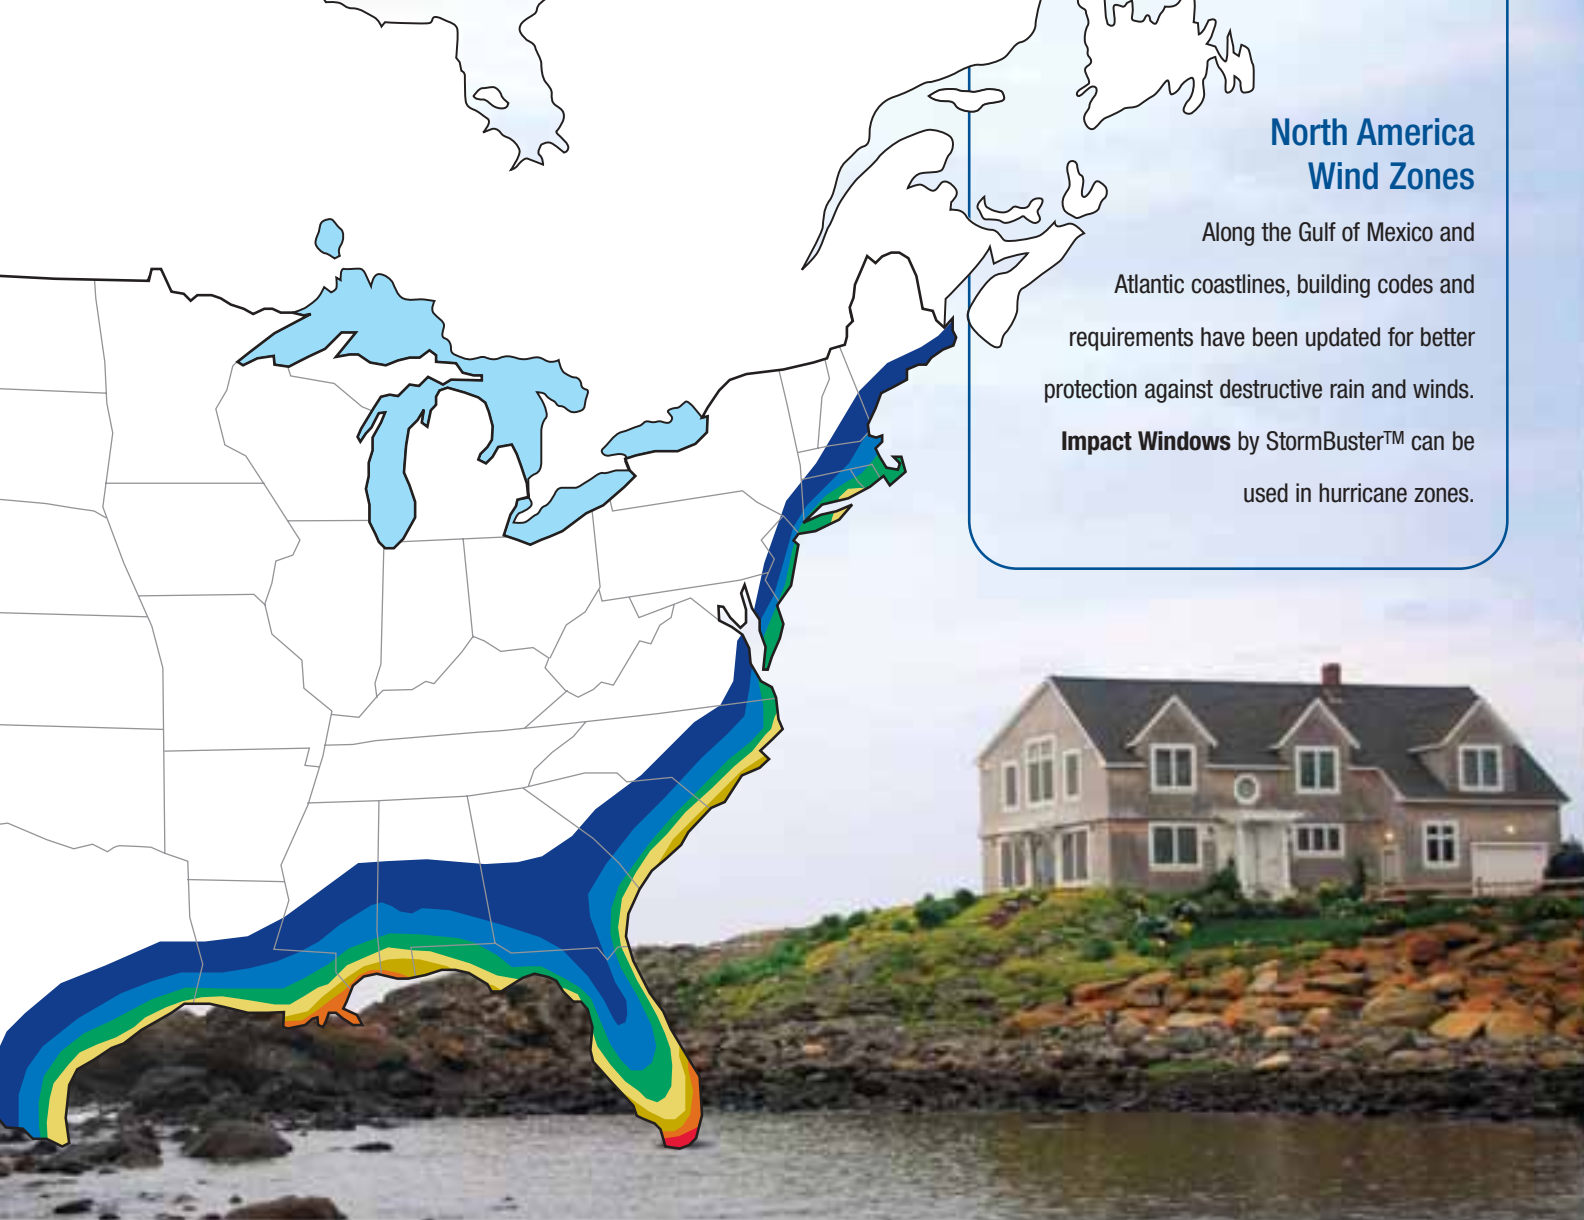 North America
Wind Zones
Along the Gulf of Mexico and
Atlantic coastlines, building codes and
requirements have been updated for better
protection against destructive rain and winds.
Impact Windows by StormBuster™ can be
used in hurricane zones.